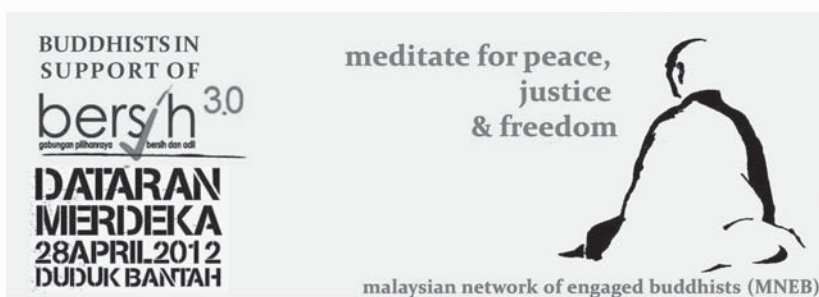 BUDDHISTS IN
SUPPORT OF
bersih 3.0
gabungan pilihanraya bersih dan adil
DATARAN
MERDEKA
28APRIL2012
DUDUK BANTAH
meditate for peace,
justice
& freedom
malaysian network of engaged buddhists (MNEB)